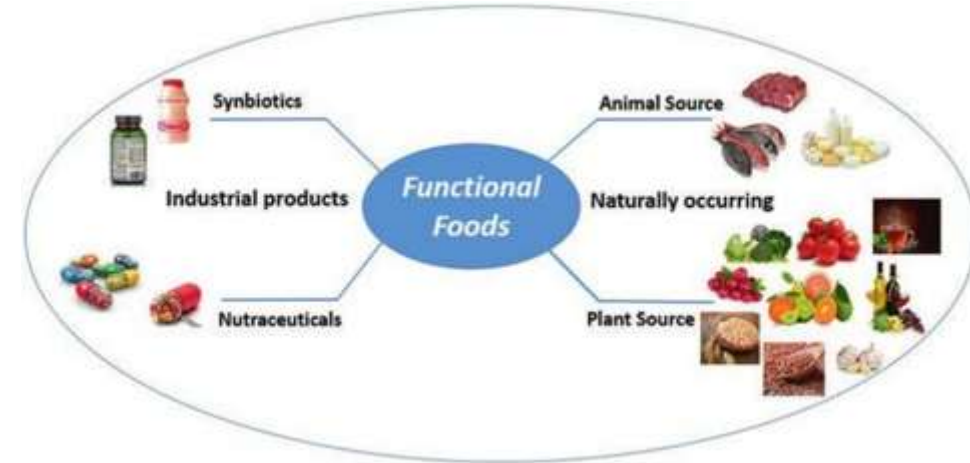 Synbiotics
Animal Source
Industrial products
Functional
Foods
Naturally occurring
Nutraceuticals
Plant Source